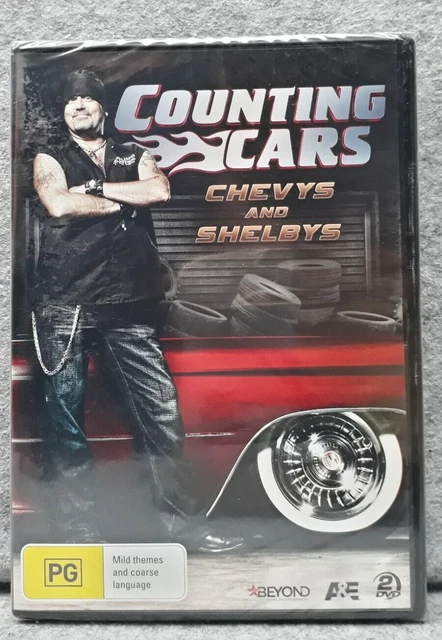 COUNTING
CARS
CHEVYS
AND
SHELBYS
PG
Mild themes
and coarse
language
BEYOND
A&E
2
DVD